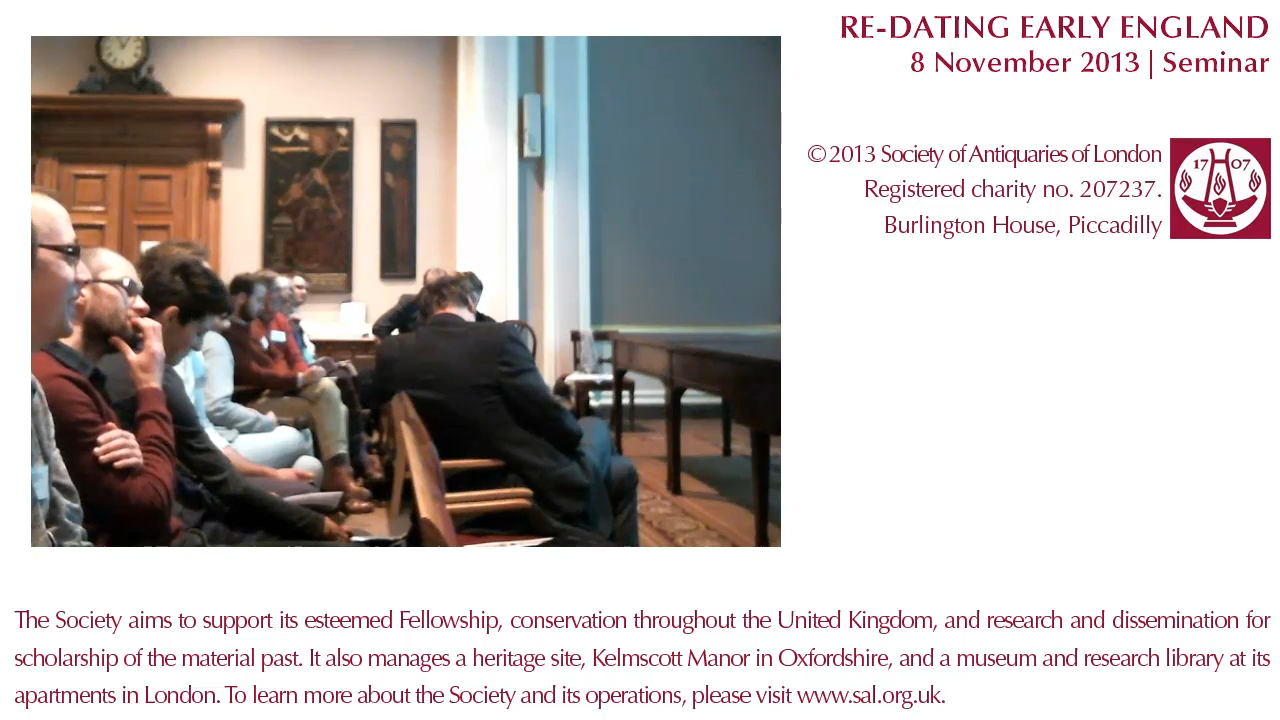 RE-DATING EARLY ENGLAND
8 November 2013 | Seminar
©2013 Society of Antiquaries of London
Registered charity no. 207237.
Burlington House, Piccadilly
17 07
The Society aims to support its esteemed Fellowship, conservation throughout the United Kingdom, and research and dissemination for
scholarship of the material past. It also manages a heritage site, Kelmscott Manor in Oxfordshire, and a museum and research library at its
apartments in London. To learn more about the Society and its operations, please visit www.sal.org.uk.